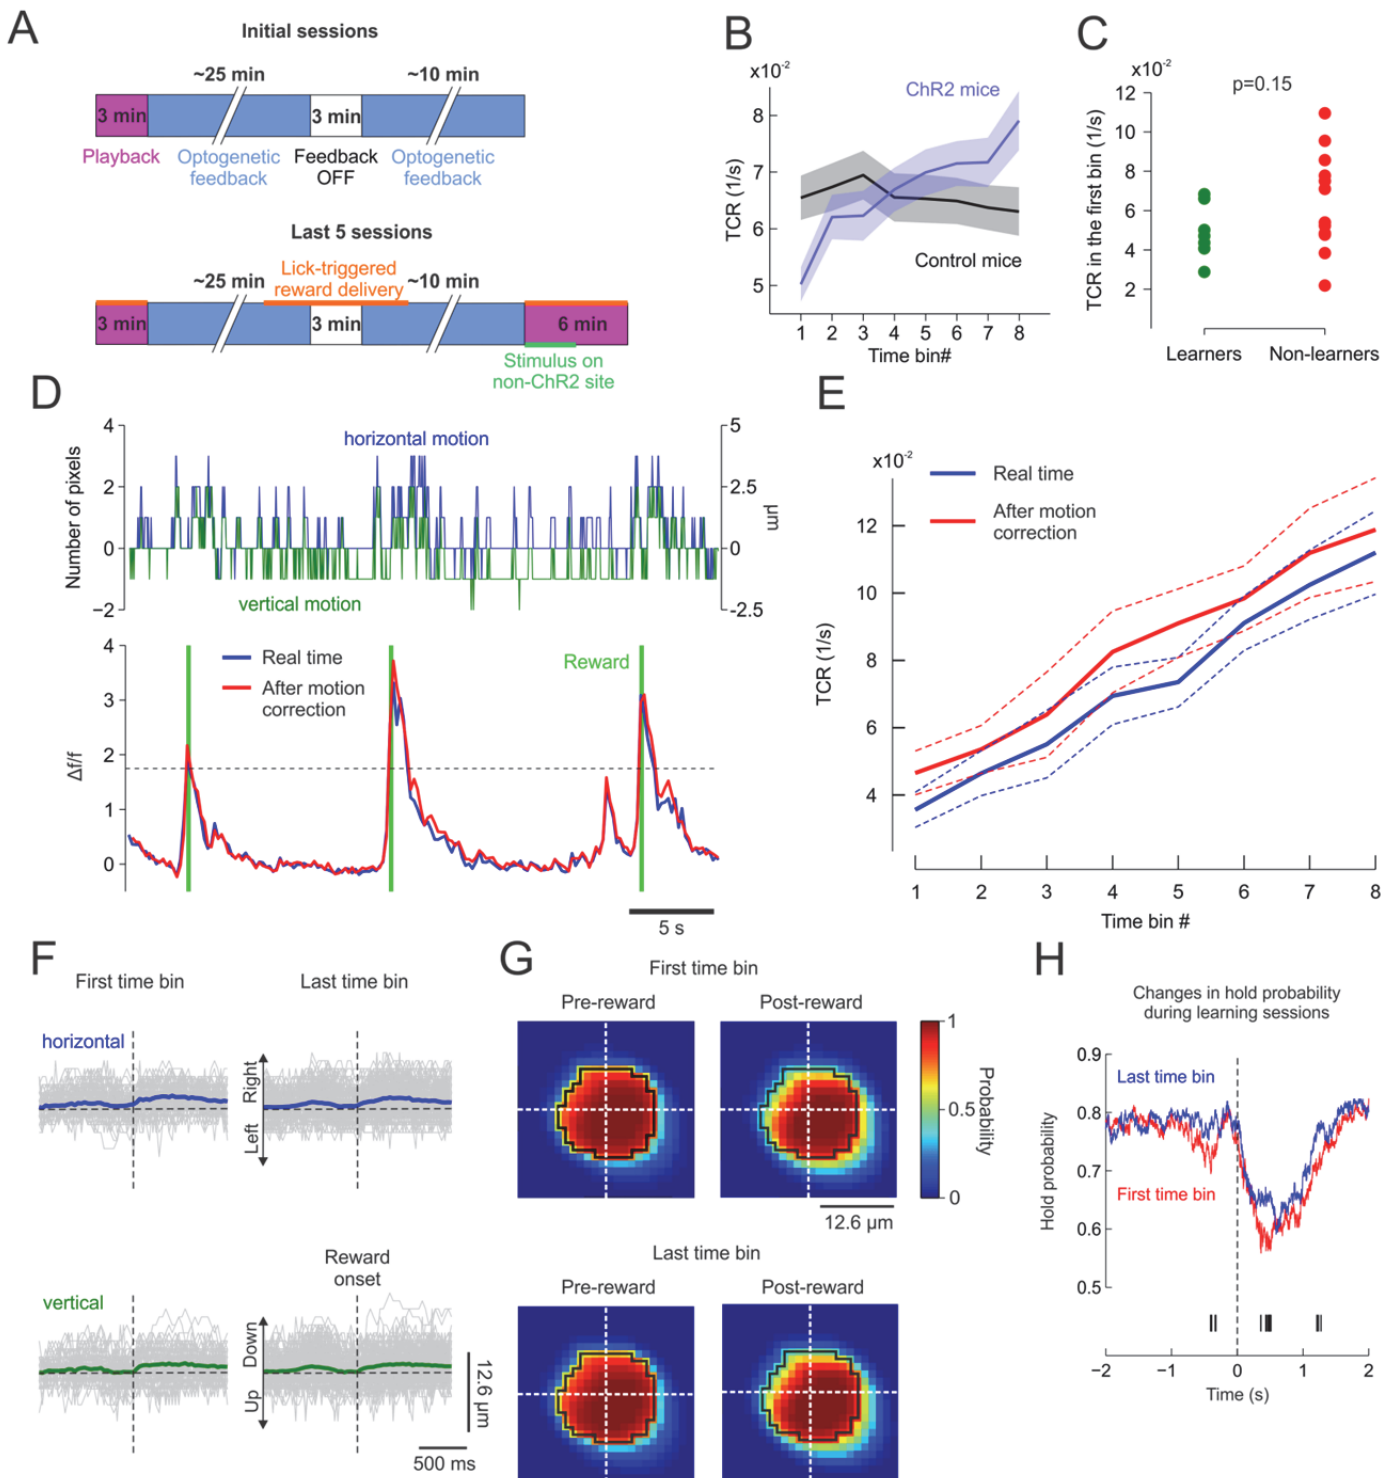 A
Initial sessions
~25 min
~10 min
3 min
3 min
Playback
Optogenetic
feedback
Feedback
OFF
Optogenetic
feedback
Last 5 sessions
Lick-triggered
reward delivery
~25 min
~10 min
3 min
3 min
6 min
Stimulus on
non-ChR2 site
B
x10-2
ChR2 mice
8
7
6
5
TCR (1/s)
Control mice
1 2 3 4 5 6 7 8
Time bin#
C
x10-2
p=0.15
12
10
8
6
4
2
TCR in the first bin (1/s)
Learners
Non-learners
D
4
2
0
−2
Number of pixels
horizontal motion
vertical motion
5
2.5
0
-2.5
μm
4
3
2
1
0
Δf/f
Real time
After motion
correction
Reward
5 s
E
x10-2
Real time
After motion
correction
12
10
8
6
4
TCR (1/s)
1 2 3 4 5 6 7 8
Time bin #
F
First time bin
Last time bin
horizontal
Right
Left
Reward
onset
vertical
Down
Up
12.6 μm
500 ms
G
First time bin
Pre-reward
Post-reward
1
0.5
0
Probability
12.6 μm
Last time bin
Pre-reward
Post-reward
H
Changes in hold probability
during learning sessions
0.9
0.8
0.7
0.6
0.5
Hold probability
Last time bin
First time bin
−2 −1 0 1 2
Time (s)